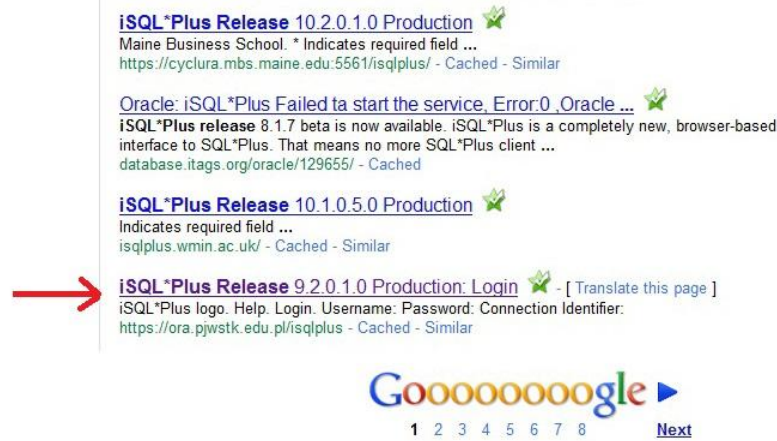 iSQL*Plus Release 10.2.0.1.0 Production
Maine Business School. * Indicates required field ...
https://cyclura.mbs.maine.edu:5561/isqlplus/ - Cached - Similar
Oracle: iSQL*Plus Failed ta start the service, Error:0 ,Oracle ...
iSQL*Plus release 8.1.7 beta is now available. iSQL*Plus is a completely new, browser-based
interface to SQL*Plus. That means no more SQL*Plus client ...
database.itags.org/oracle/129655/ - Cached
iSQL*Plus Release 10.1.0.5.0 Production
Indicates required field ...
isqlplus.wmin.ac.uk/ - Cached - Similar
iSQL*Plus Release 9.2.0.1.0 Production: Login - [ Translate this page ]
iSQL*Plus logo. Help. Login. Username: Password: Connection Identifier:
https://ora.pjwstk.edu.pl/isqlplus - Cached - Similar
Gooooooooogle
1 2 3 4 5 6 7 8 Next